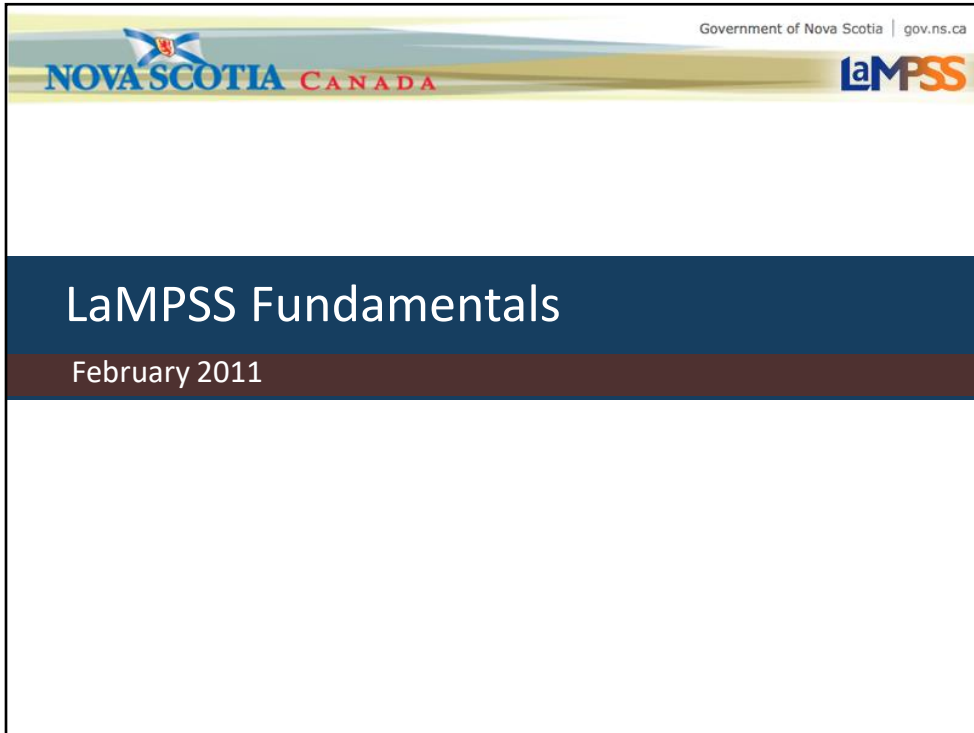 Government of Nova Scotia | gov.ns.ca
NOVA SCOTIA CANADA
LaMPSS
LaMPSS Fundamentals
February 2011